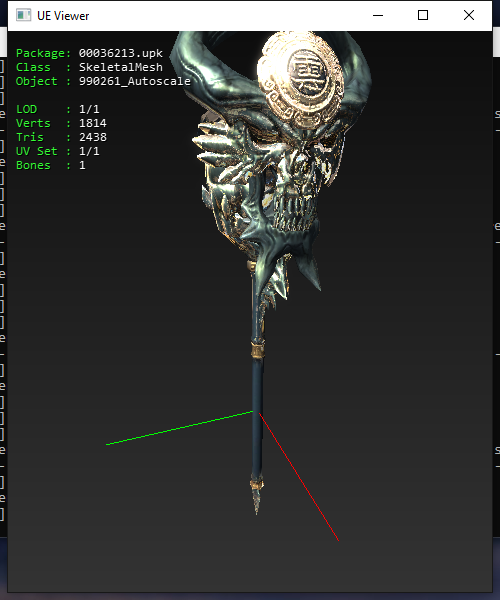 UE Viewer
Package: 00036213.upk
Class : SkeletalMesh
Object : 990261_Autoscale
LOD : 1/1
Verts : 1814
Tris : 2438
UV Set : 1/1
Bones : 1